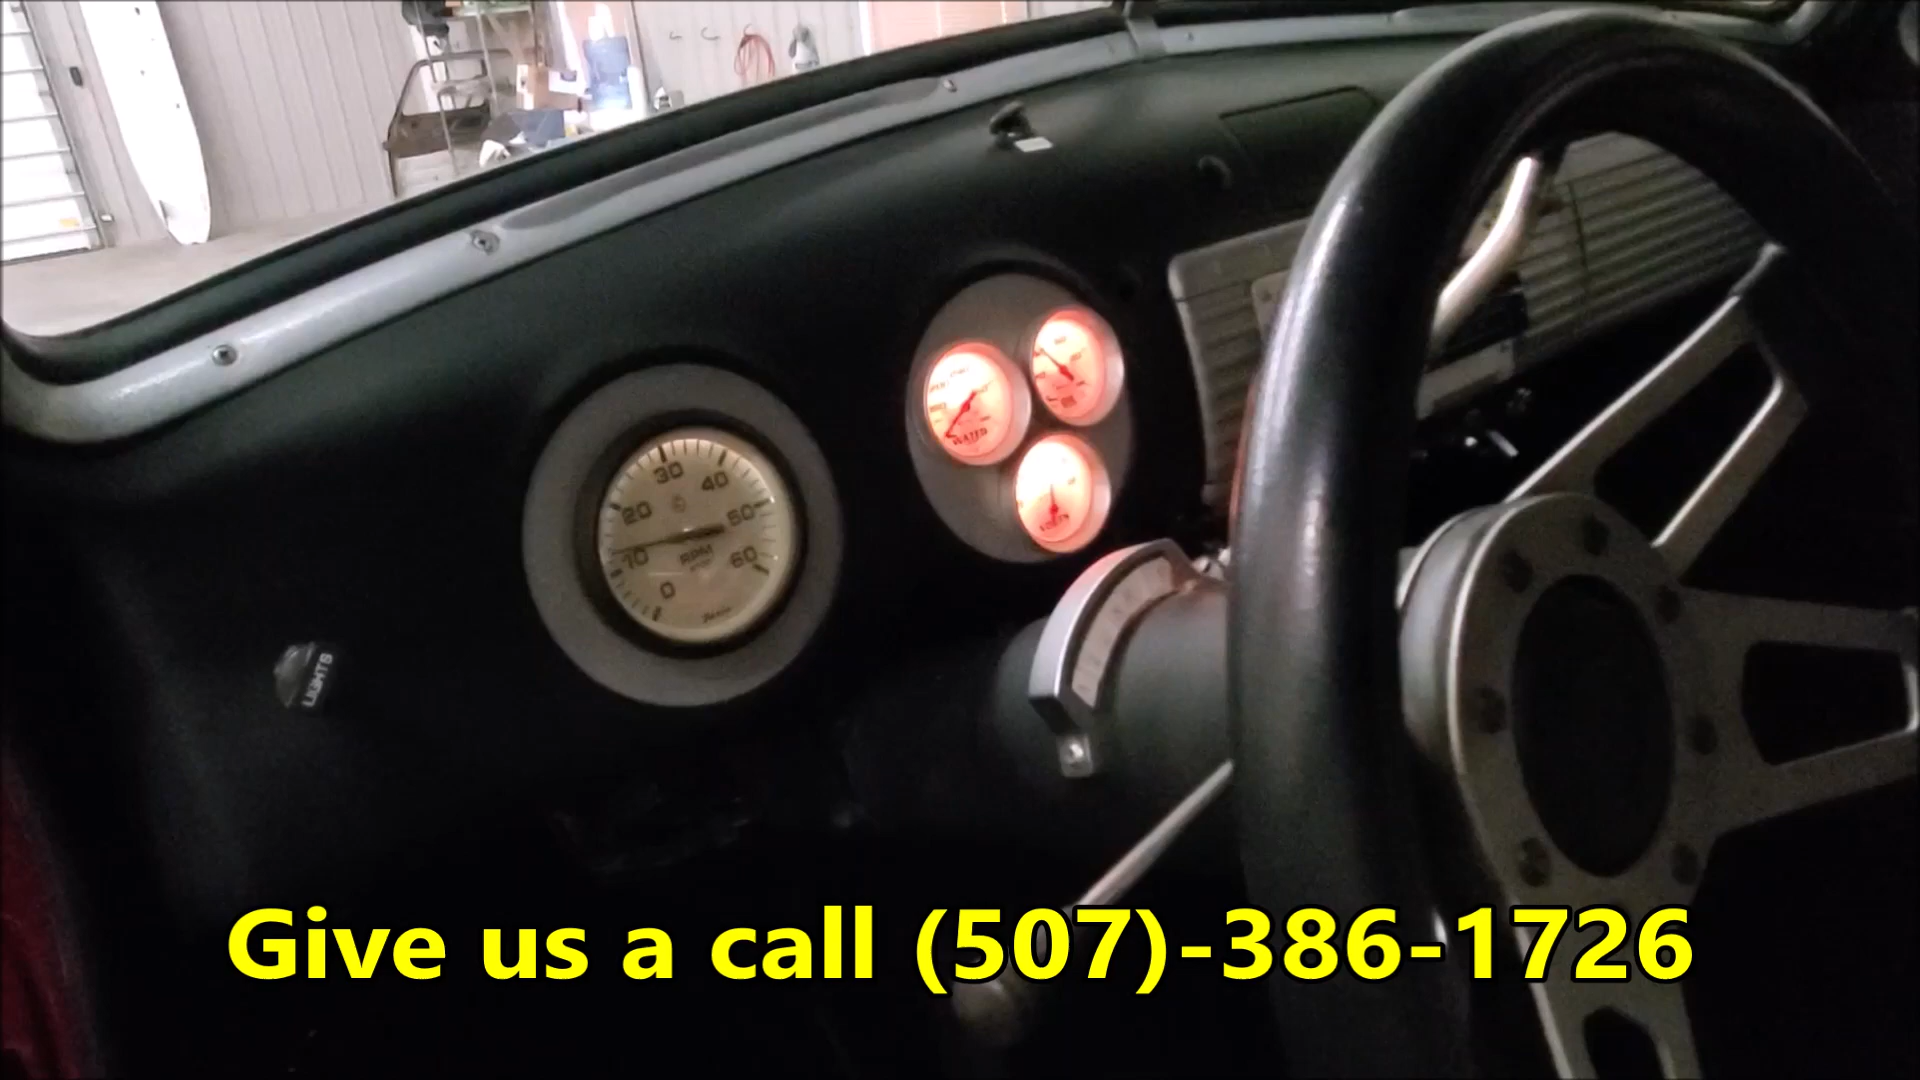 30
40
20
50
10
RPM
60
0
WATER
VOLTS
LIGHTS
Give us a call (507)-386-1726